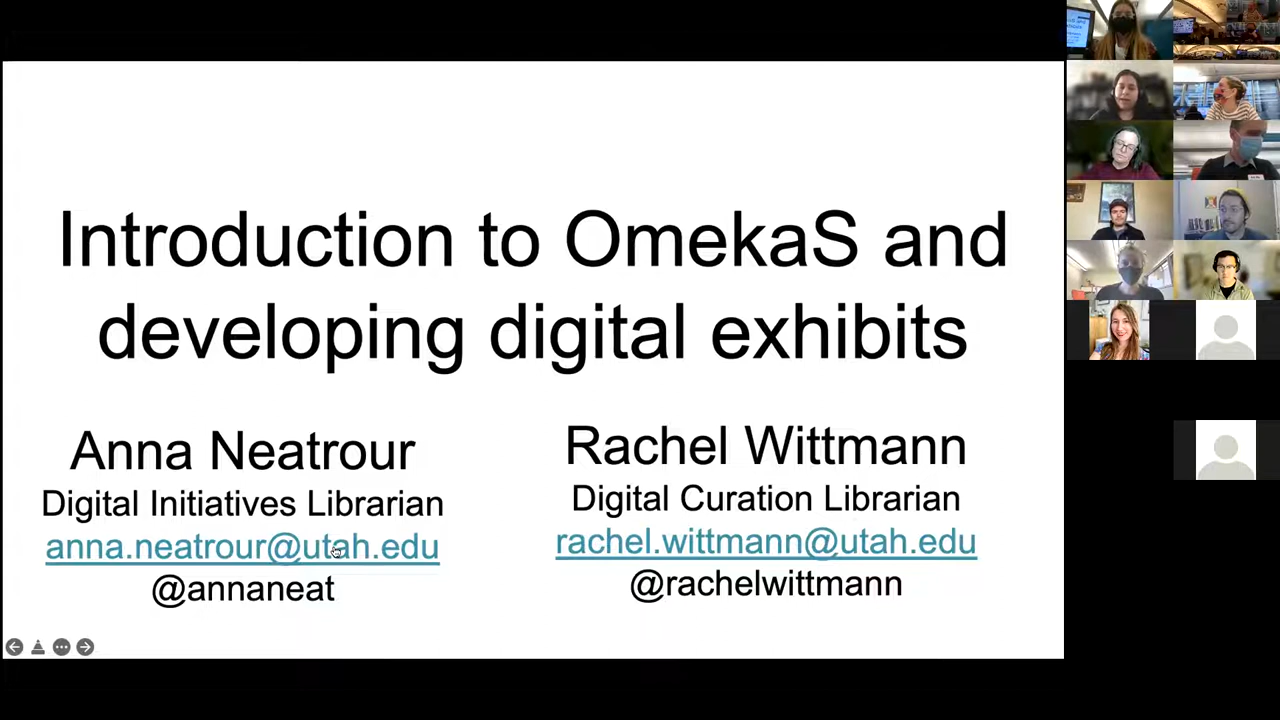 Introduction to OmekaS and
developing digital exhibits
Anna Neatrour
Digital Initiatives Librarian
anna.neatrour@utah.edu
@annaneat
Rachel Wittmann
Digital Curation Librarian
rachel.wittmann@utah.edu
@rachelwittmann